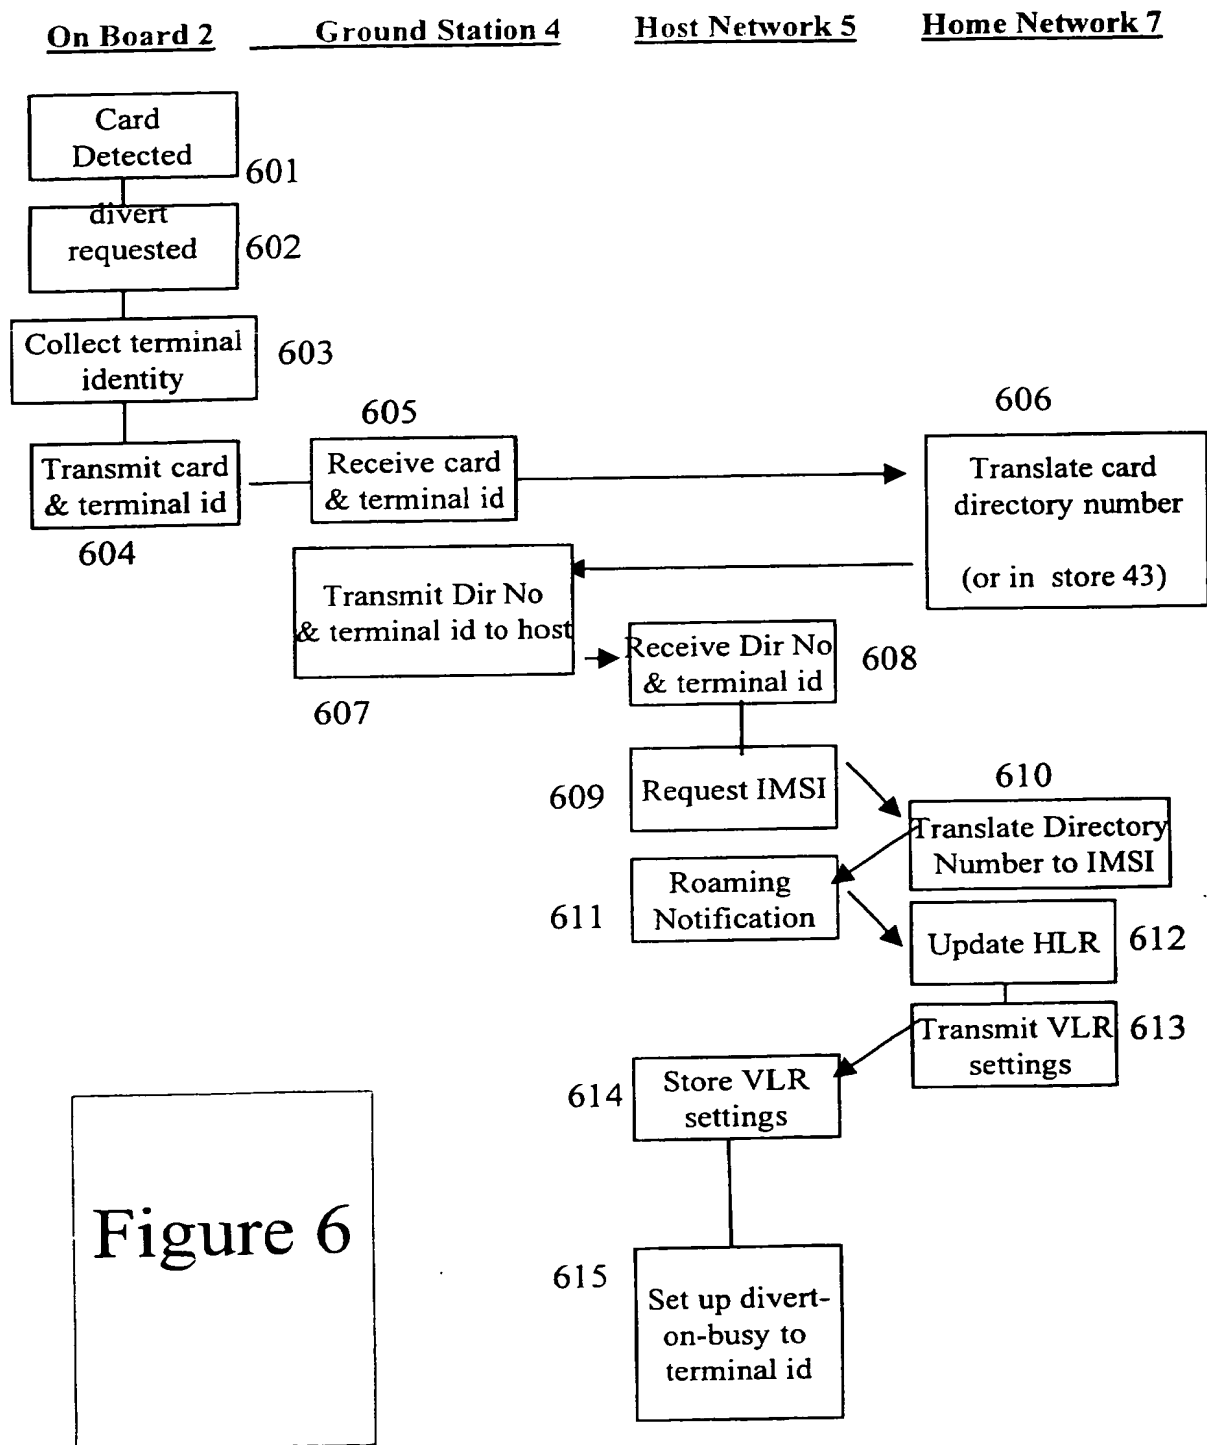 On Board 2 Ground Station 4 Host Network 5 Home Network 7
Card
Detected
601
divert
requested
602
Collect terminal
identity
603
Transmit card
& terminal id
604
605
Receive card
& terminal id
606
Translate card
directory number
(or in store 43)
Transmit Dir No
& terminal id to host
607
Receive Dir No
& terminal id
608
609
Request IMSI
610
Translate Directory
Number to IMSI
611
Roaming
Notification
Update HLR
612
Transmit VLR
settings
613
614
Store VLR
settings
615
Set up divert-
on-busy to
terminal id
Figure 6